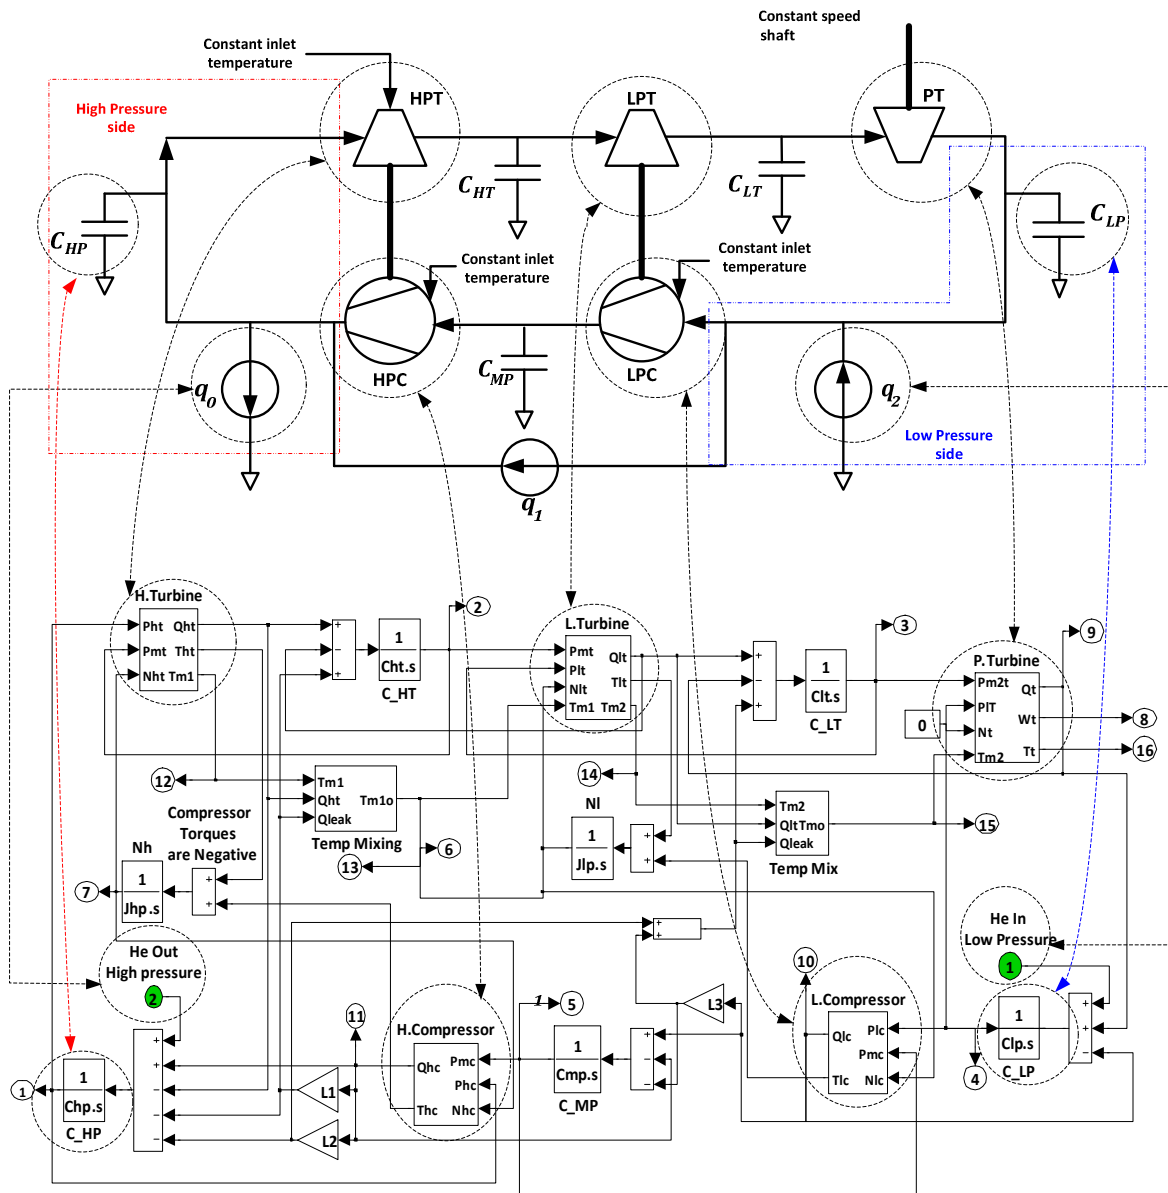 Constant speed
shaft
Constant inlet
temperature
HPT
LPT
PT
High Pressure
side
C_HT
C_LT
C_HP
C_LP
Constant inlet
temperature
Constant inlet
temperature
HPC
C_MP
LPC
q_0
q_2
Low Pressure
side
q_1
H.Turbine
Pht Qht
Pmt Tht
Nht Tm1
+
−
+
1
Cht.s
C_HT
2
L.Turbine
Pmt
Plt
Nlt
Tm1
Qlt
Tlt
Tm2
+
−
+
1
Clt.s
C_LT
3
9
P.Turbine
Pm2t
PlT
Nt
Tm2
Qt
Wt
Tt
0
8
16
12
Tm1
Qht
Qleak
Tm1o
Temp Mixing
14
Nl
1
Jlp.s
+
+
Tm2
Qlt
Qleak
Tmo
Temp Mix
15
Compressor
Torques
are Negative
13
6
Nh
7
1
Jhp.s
+
+
He Out
High pressure
2
+
+
He In
Low Pressure
1
10
11
1
5
L3
H.Compressor
Qhc
Thc
Pmc
Phc
Nhc
1
Cmp.s
C_MP
+
−
−
L.Compressor
Qlc
Tlc
Plc
Pmc
Nlc
1
Clp.s
C_LP
+
+
−
4
1
1
Chp.s
C_HP
+
+
−
−
−
L1
L2